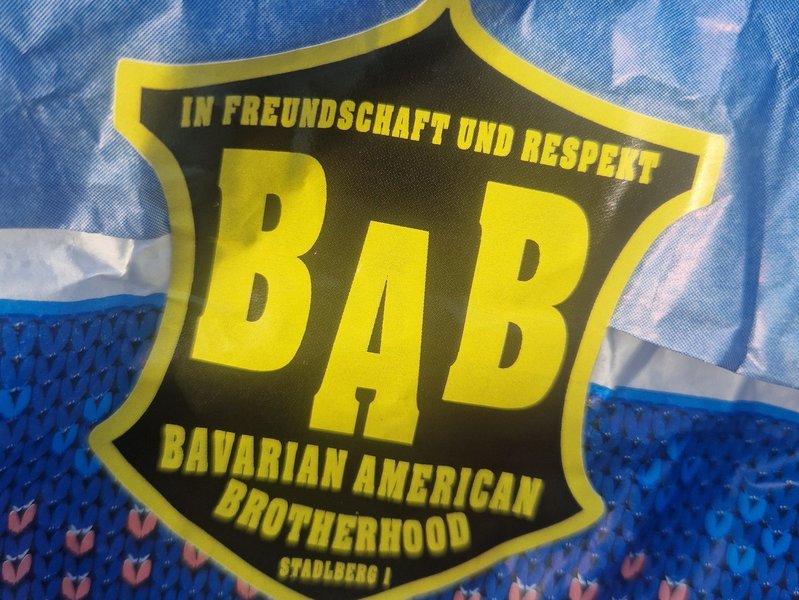 IN FREUNDSCHAFT UND RESPEKT
BAB
BAVARIAN AMERICAN
BROTHERHOOD
STADLBERG 1